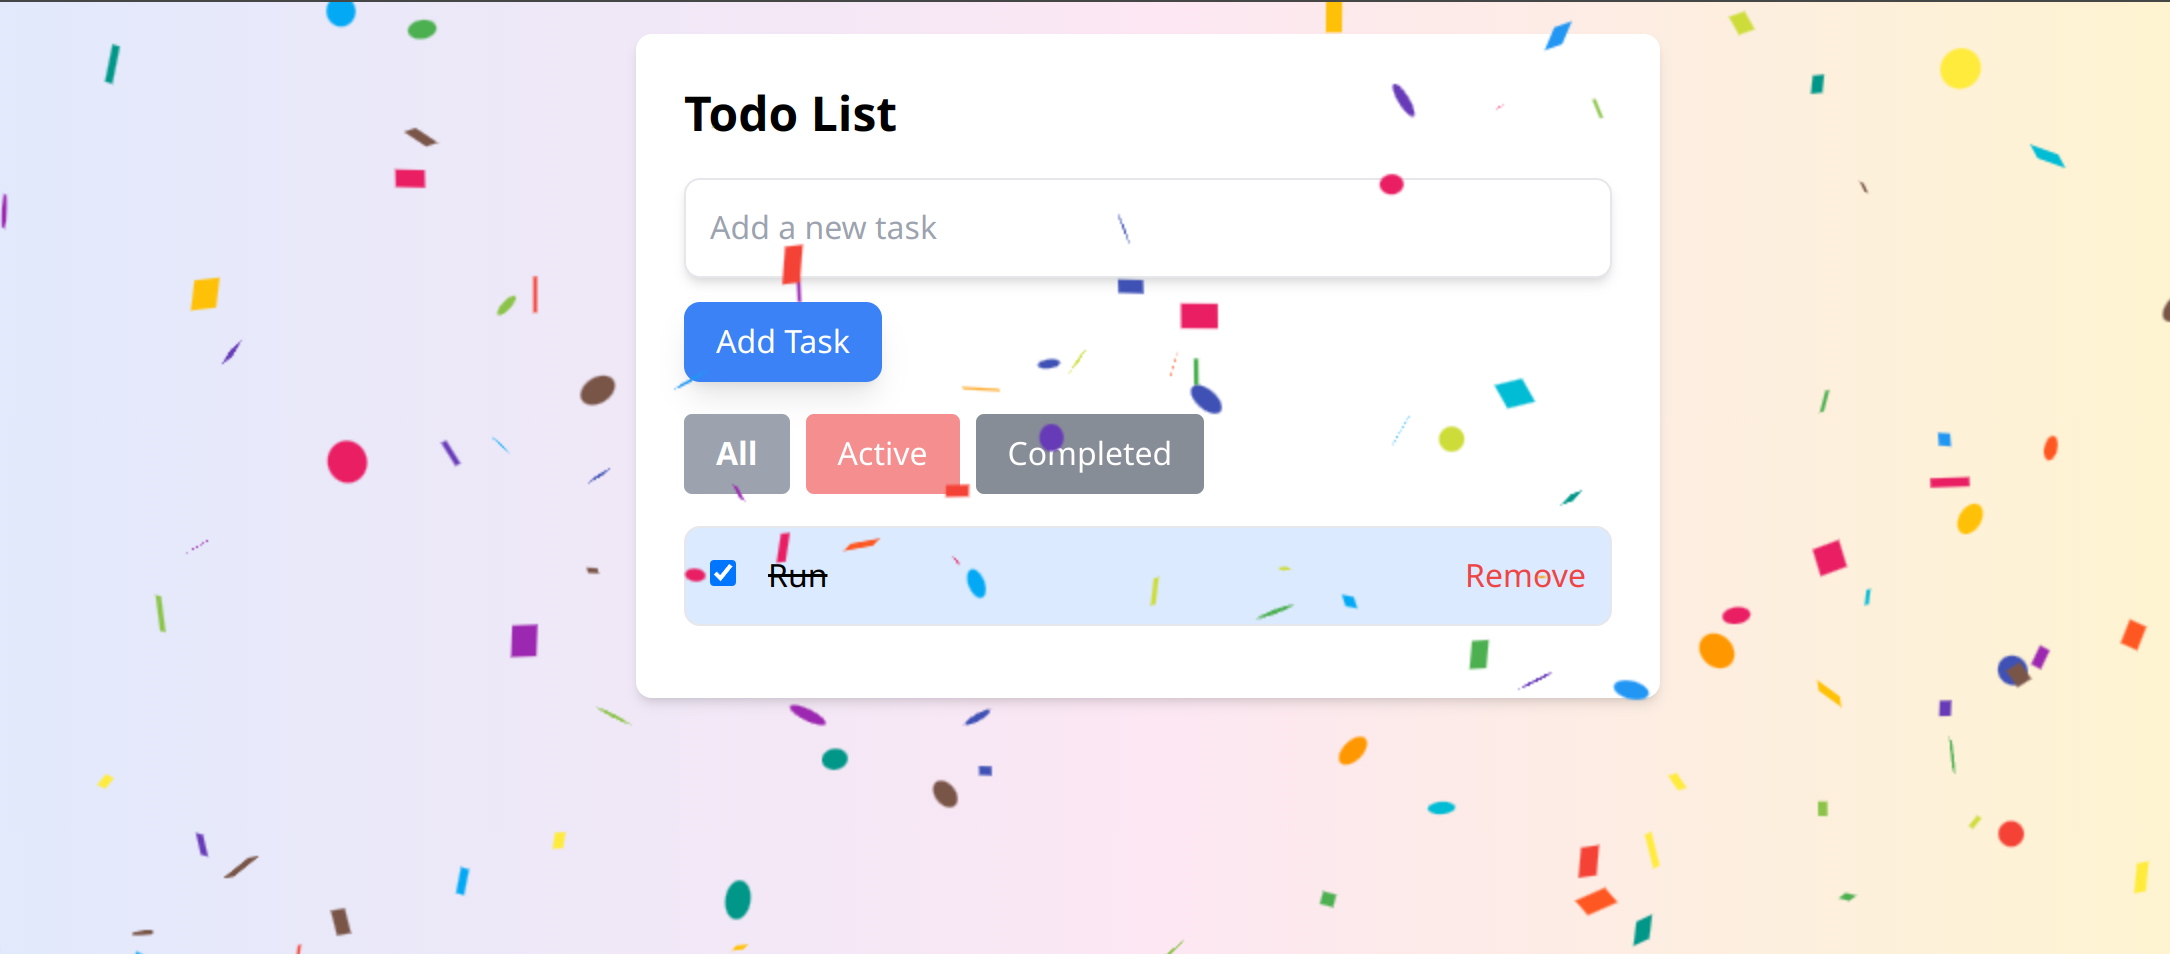 Todo List
Add a new task
Add Task
All Active Completed
Run Remove